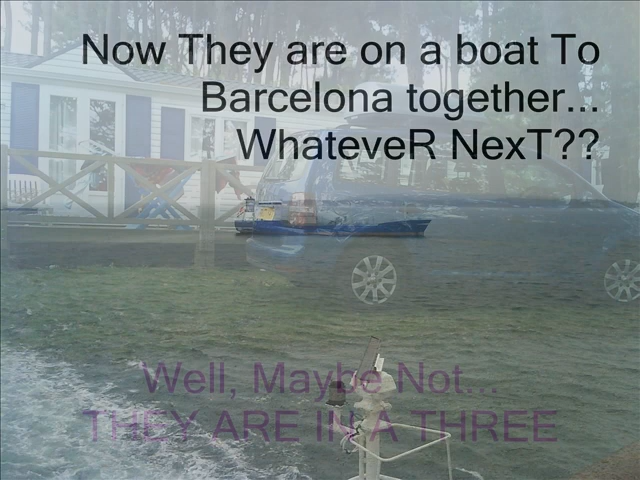 Now They are on a boat To
Barcelona together...
WhateveR NexT??
Well, Maybe Not...
THEY ARE IN A THREE